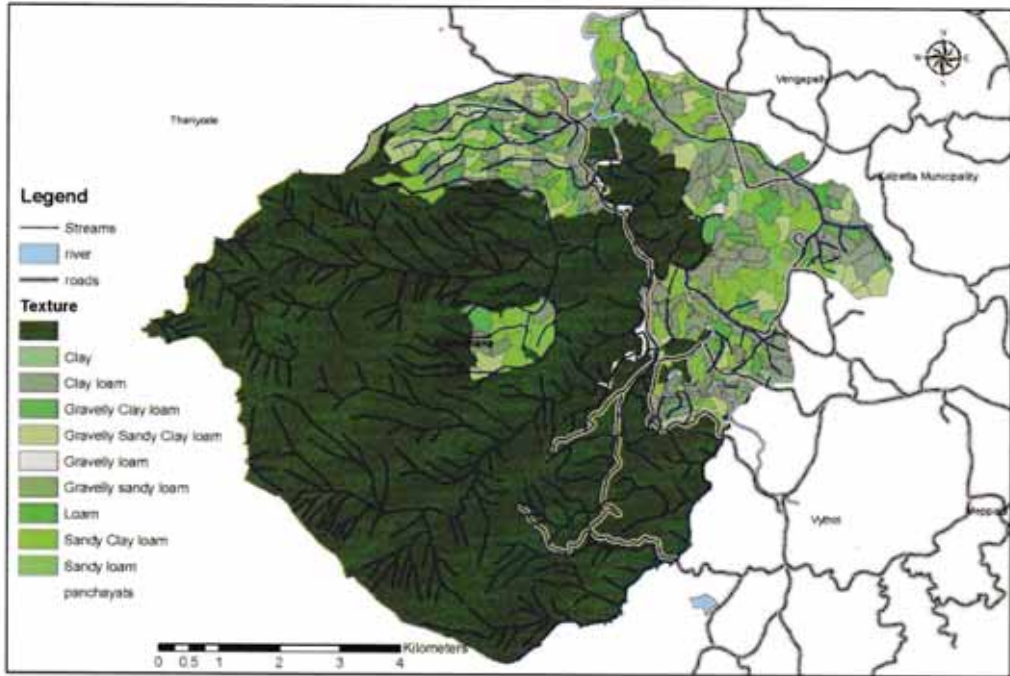 N
W E
S
Vengapally
Thariyode
Kalpetta Municipality
Legend
Streams
river
roads
Texture
Clay
Clay loam
Gravelly Clay loam
Gravelly Sandy Clay loam
Gravelly loam
Gravelly sandy loam
Loam
Sandy Clay loam
Sandy loam
panchayats
Vythiri
Kilometers
0 0.5 1 2 3 4